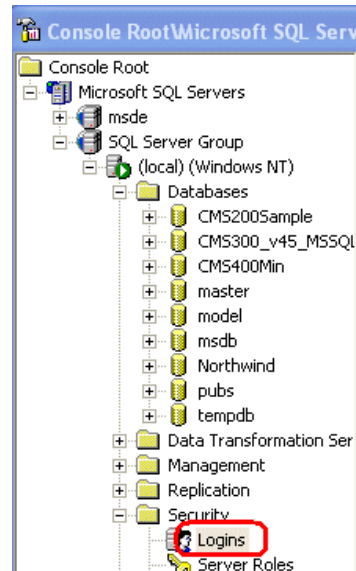 Console Root\Microsoft SQL Serv
Console Root
Microsoft SQL Servers
msde
SQL Server Group
(local) (Windows NT)
Databases
CMS200Sample
CMS300_v45_MSSQL
CMS400Min
master
model
msdb
Northwind
pubs
tempdb
Data Transformation Ser
Management
Replication
Security
Logins
Server Roles